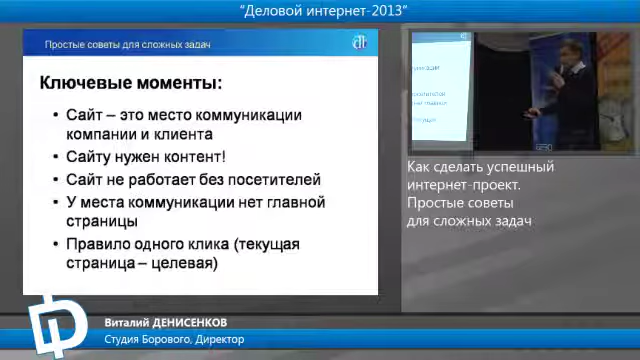 “Деловой интернет-2013”
Простые советы для сложных задач
Ключевые моменты:
• Сайт – это место коммуникации
компании и клиента
• Сайту нужен контент!
• Сайт не работает без посетителей
• У места коммуникации нет главной
страницы
• Правило одного клика (текущая
страница – целевая)
Как сделать успешный
интернет-проект.
Простые советы
для сложных задач
Виталий ДЕНИСЕНКОВ
Студия Борового, Директор